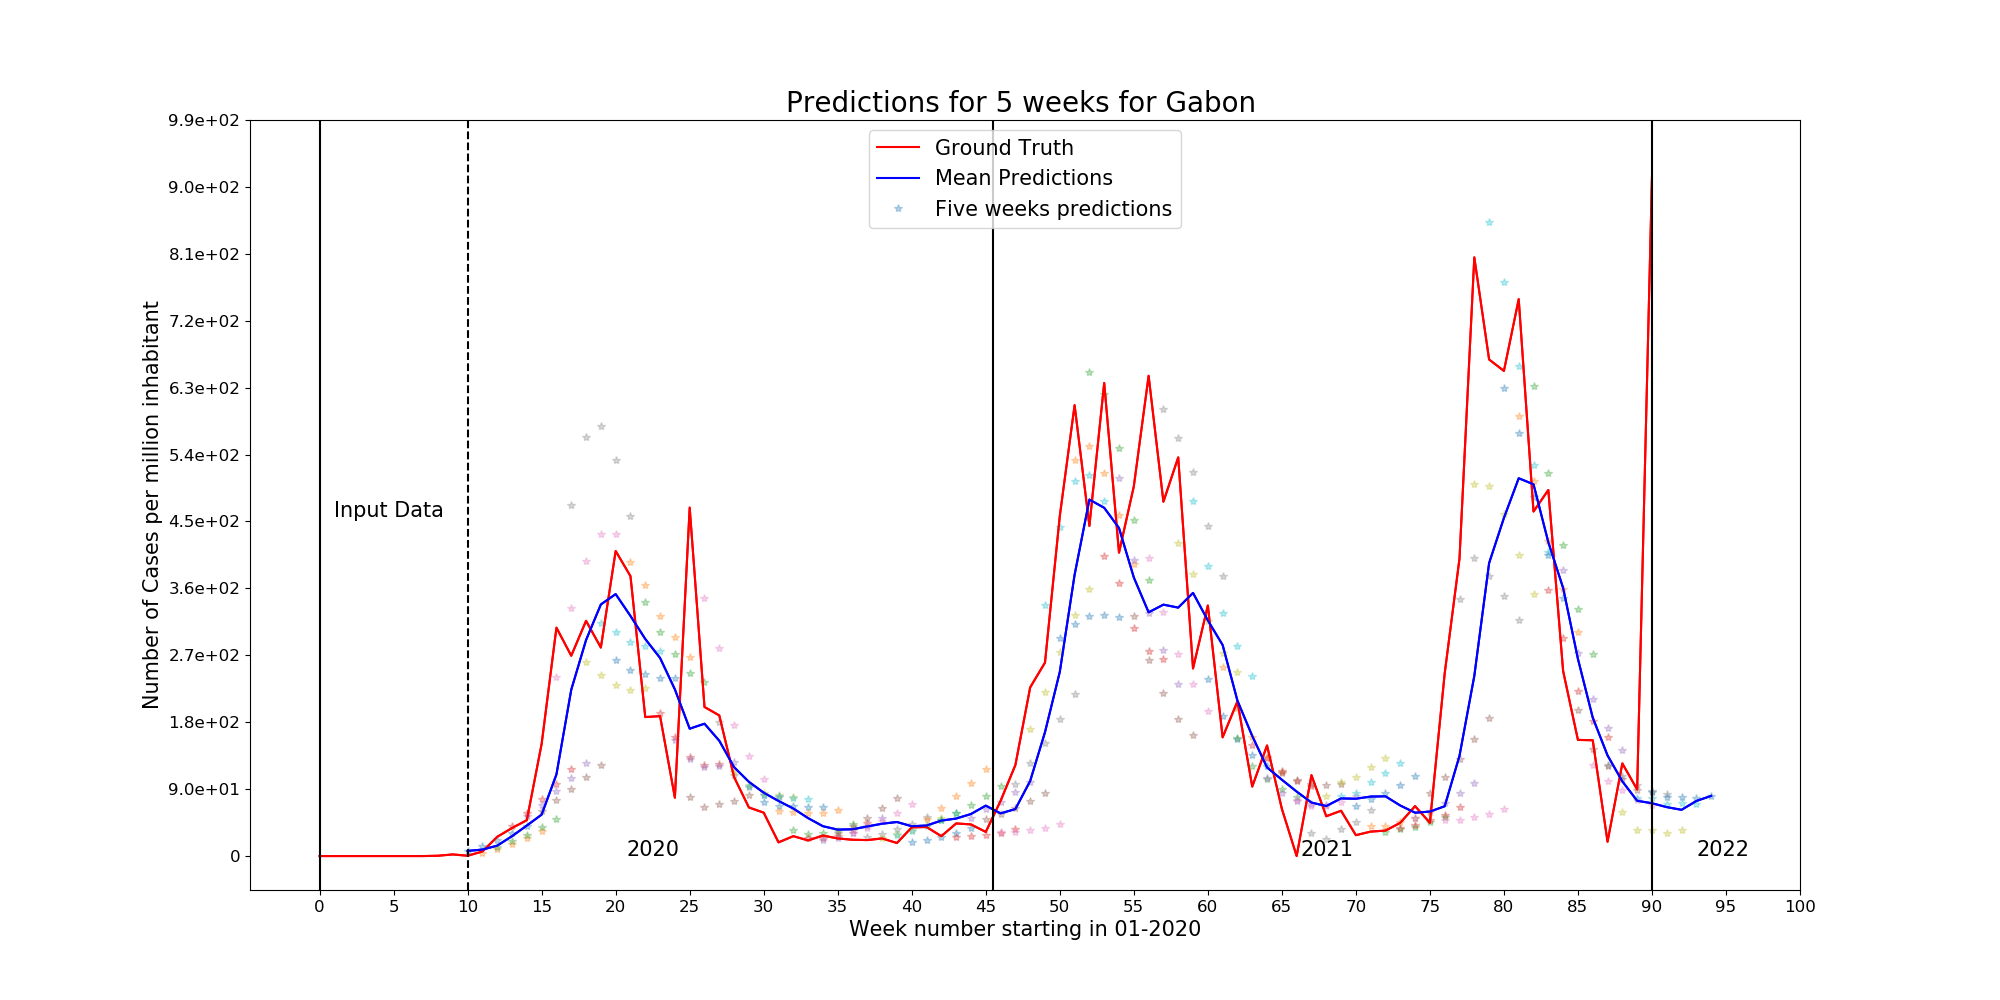 Predictions for 5 weeks for Gabon
9.9e+02
9.0e+02
8.1e+02
7.2e+02
6.3e+02
5.4e+02
4.5e+02
3.6e+02
2.7e+02
1.8e+02
9.0e+01
0
Number of Cases per million inhabitant
Ground Truth
Mean Predictions
Five weeks predictions
Input Data
2020
2021
2022
0 5 10 15 20 25 30 35 40 45 50 55 60 65 70 75 80 85 90 95 100
Week number starting in 01-2020